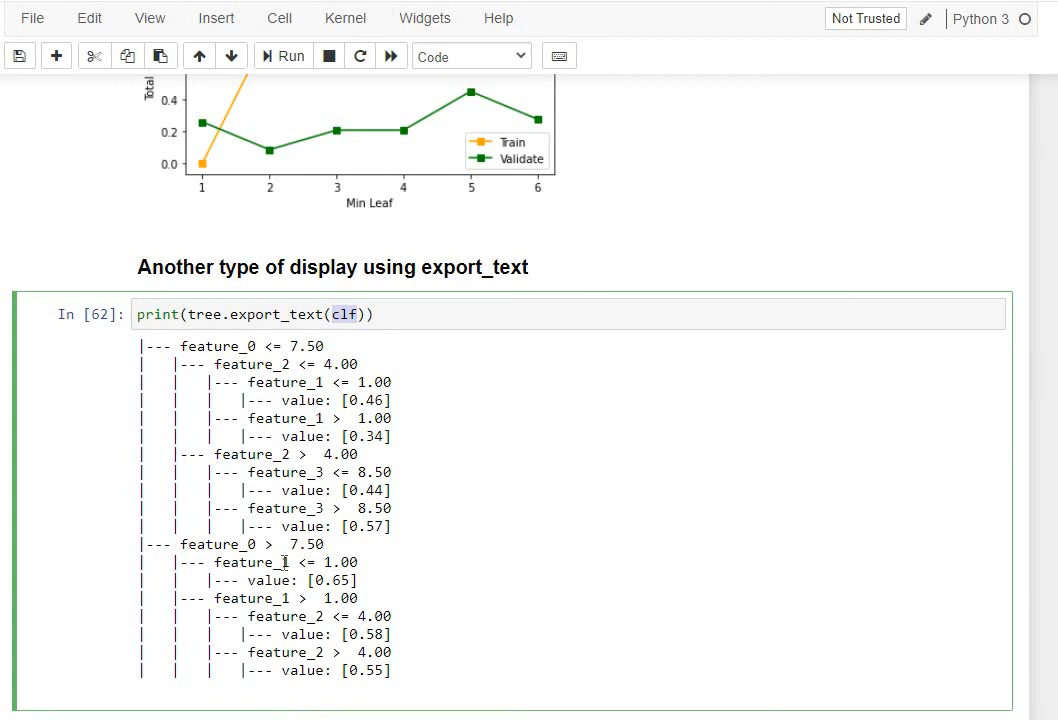 File Edit View Insert Cell Kernel Widgets Help Not Trusted Python 3
Run Code
Total
0.4
0.2
0.0
Train
Validate
1 2 3 4 5 6
Min Leaf
Another type of display using export_text
In [62]: print(tree.export_text(clf))
|--- feature_0 <= 7.50
|   |--- feature_2 <= 4.00
|   |   |--- feature_1 <= 1.00
|   |   |   |--- value: [0.46]
|   |   |--- feature_1 >  1.00
|   |   |   |--- value: [0.34]
|   |--- feature_2 >  4.00
|   |   |--- feature_3 <= 8.50
|   |   |   |--- value: [0.44]
|   |   |--- feature_3 >  8.50
|   |   |   |--- value: [0.57]
|--- feature_0 >  7.50
|   |--- feature_1 <= 1.00
|   |   |--- value: [0.65]
|   |--- feature_1 >  1.00
|   |   |--- feature_2 <= 4.00
|   |   |   |--- value: [0.58]
|   |   |--- feature_2 >  4.00
|   |   |   |--- value: [0.55]